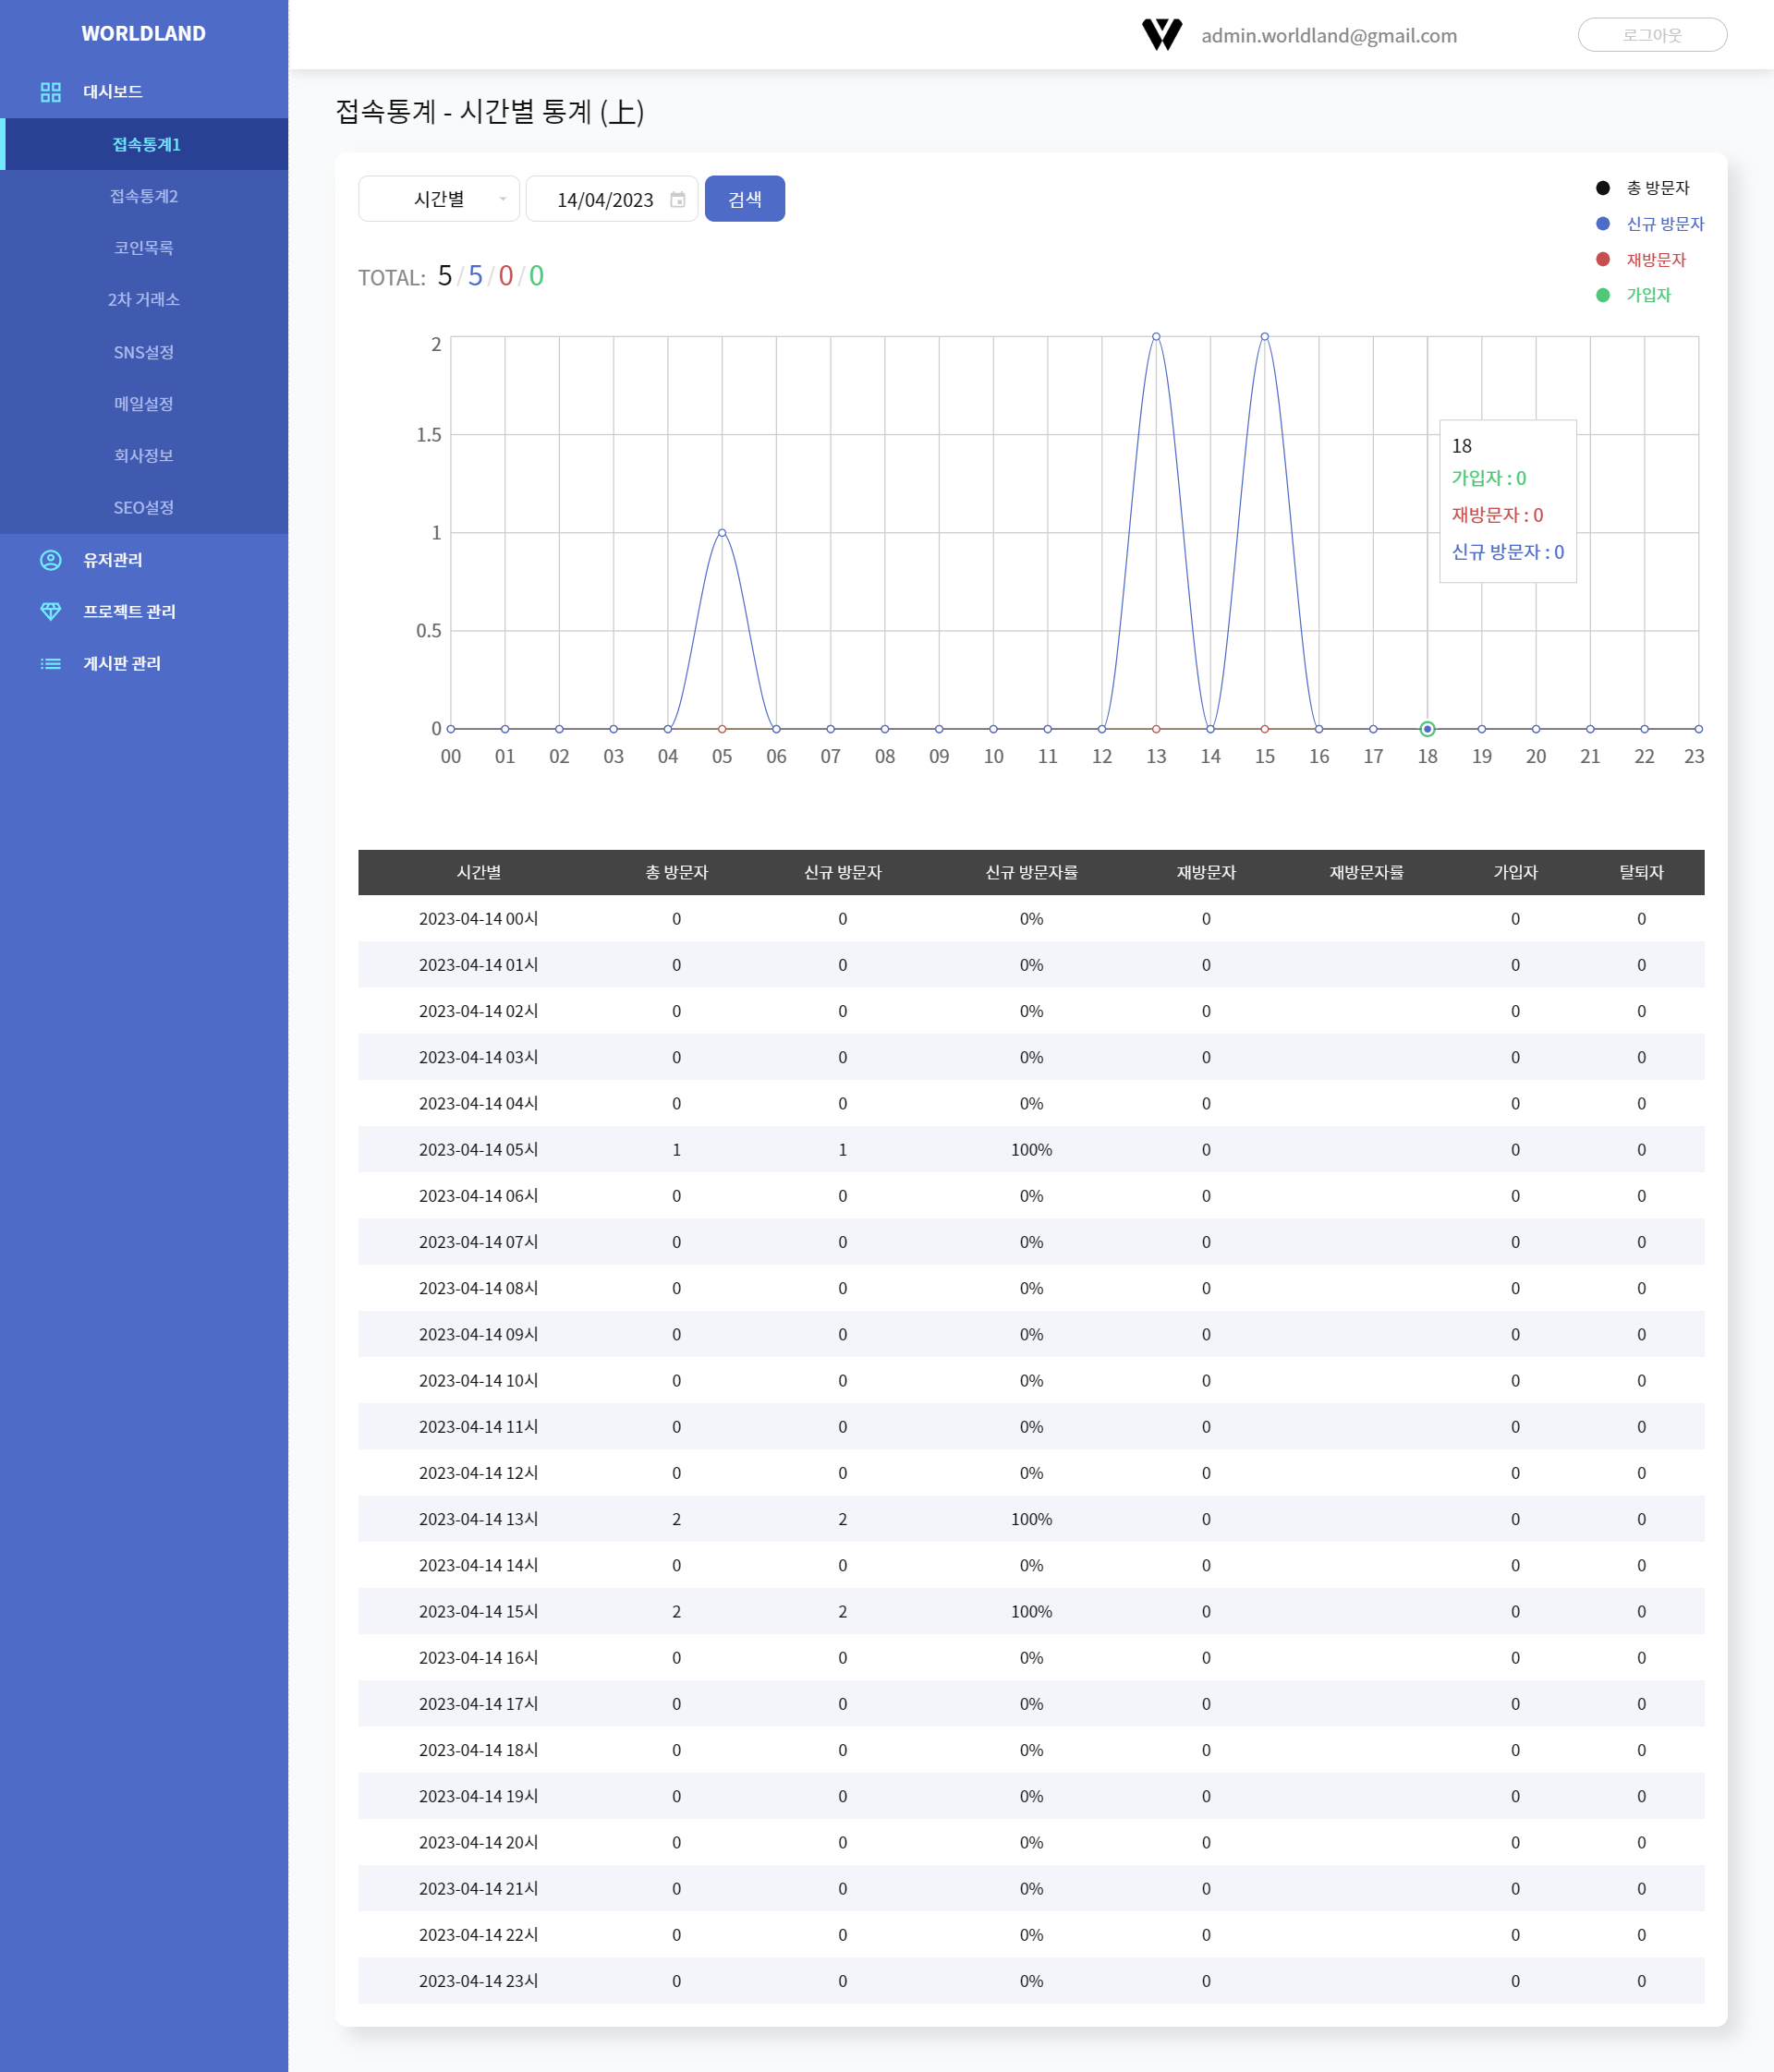 WORLDLAND
admin.worldland@gmail.com
로그아웃
대시보드
접속통계1
접속통계2
코인목록
2차 거래소
SNS설정
메일설정
회사정보
SEO설정
유저관리
프로젝트 관리
게시판 관리
접속통계 - 시간별 통계 (上)
시간별 14/04/2023 검색
총 방문자
신규 방문자
재방문자
가입자
TOTAL: 5 / 5 / 0 / 0
2
1.5
1
0.5
0
18
가입자 : 0
재방문자 : 0
신규 방문자 : 0
00 01 02 03 04 05 06 07 08 09 10 11 12 13 14 15 16 17 18 19 20 21 22 23
시간별 총 방문자 신규 방문자 신규 방문자률 재방문자 재방문자률 가입자 탈퇴자
2023-04-14 00시 0 0 0% 0 0 0
2023-04-14 01시 0 0 0% 0 0 0
2023-04-14 02시 0 0 0% 0 0 0
2023-04-14 03시 0 0 0% 0 0 0
2023-04-14 04시 0 0 0% 0 0 0
2023-04-14 05시 1 1 100% 0 0 0
2023-04-14 06시 0 0 0% 0 0 0
2023-04-14 07시 0 0 0% 0 0 0
2023-04-14 08시 0 0 0% 0 0 0
2023-04-14 09시 0 0 0% 0 0 0
2023-04-14 10시 0 0 0% 0 0 0
2023-04-14 11시 0 0 0% 0 0 0
2023-04-14 12시 0 0 0% 0 0 0
2023-04-14 13시 2 2 100% 0 0 0
2023-04-14 14시 0 0 0% 0 0 0
2023-04-14 15시 2 2 100% 0 0 0
2023-04-14 16시 0 0 0% 0 0 0
2023-04-14 17시 0 0 0% 0 0 0
2023-04-14 18시 0 0 0% 0 0 0
2023-04-14 19시 0 0 0% 0 0 0
2023-04-14 20시 0 0 0% 0 0 0
2023-04-14 21시 0 0 0% 0 0 0
2023-04-14 22시 0 0 0% 0 0 0
2023-04-14 23시 0 0 0% 0 0 0